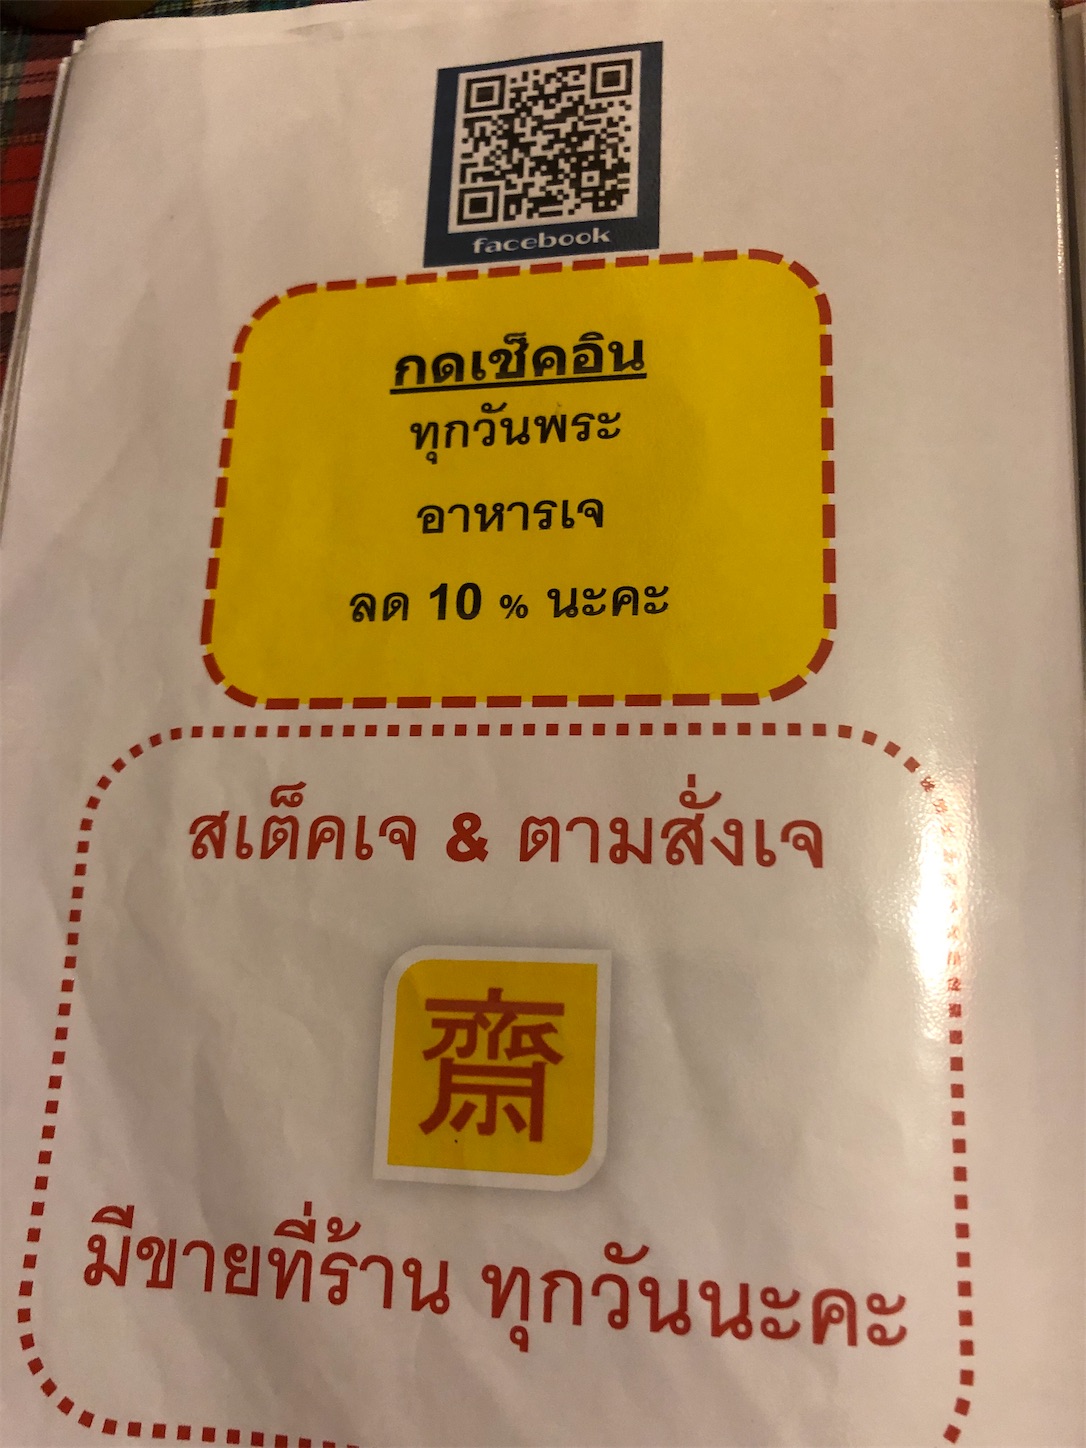 facebook
กดเช็คอิน
ทุกวันพระ
อาหารเจ
ลด 10 % นะคะ
สเต็คเจ & ตามสั่งเจ
齋
มีขายที่ร้าน ทุกวันนะคะ